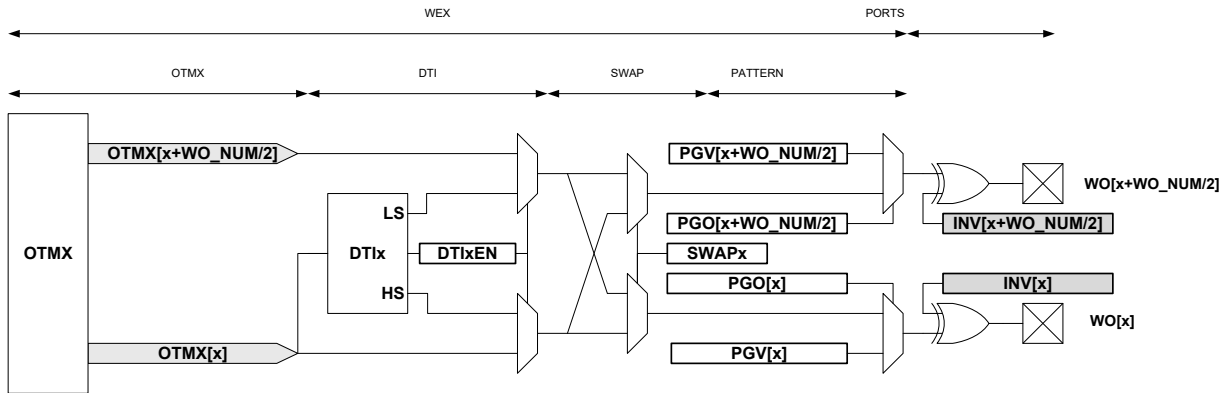 WEX
PORTS
OTMX
DTI
SWAP
PATTERN
OTMX[x+WO_NUM/2]
PGV[x+WO_NUM/2]
WO[x+WO_NUM/2]
LS
PGO[x+WO_NUM/2]
INV[x+WO_NUM/2]
OTMX
DTIx
DTIxEN
SWAPx
HS
PGO[x]
INV[x]
WO[x]
OTMX[x]
PGV[x]